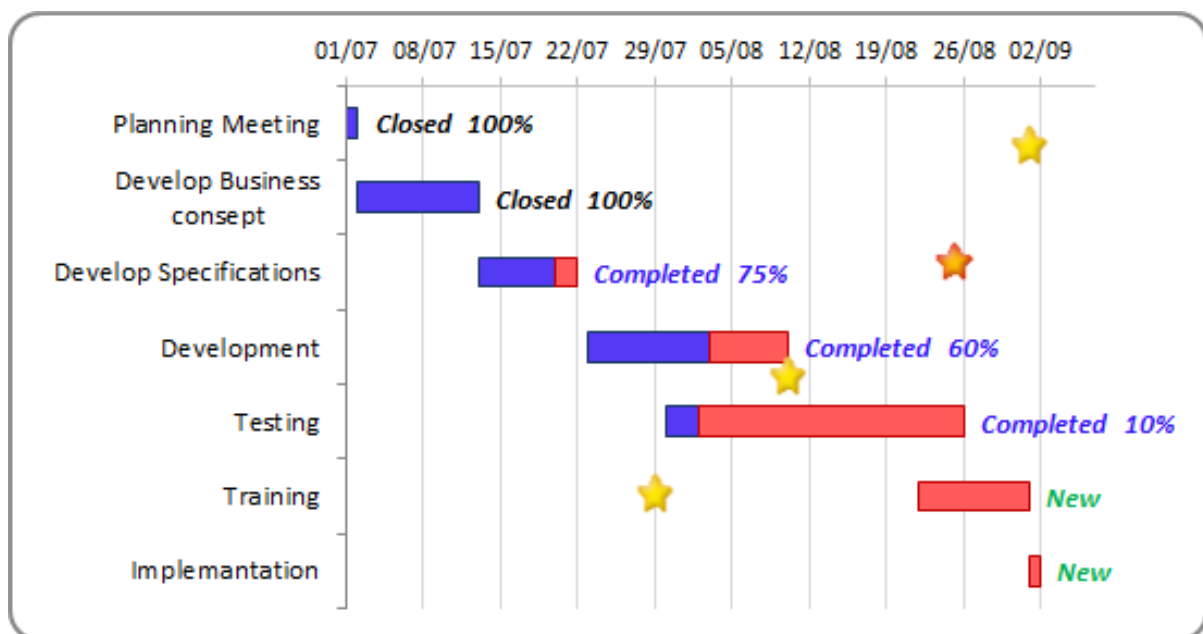 01/07 08/07 15/07 22/07 29/07 05/08 12/08 19/08 26/08 02/09
Planning Meeting Closed 100%
Develop Business
consept Closed 100%
Develop Specifications Completed 75%
Development Completed 60%
Testing Completed 10%
Training New
Implemantation New